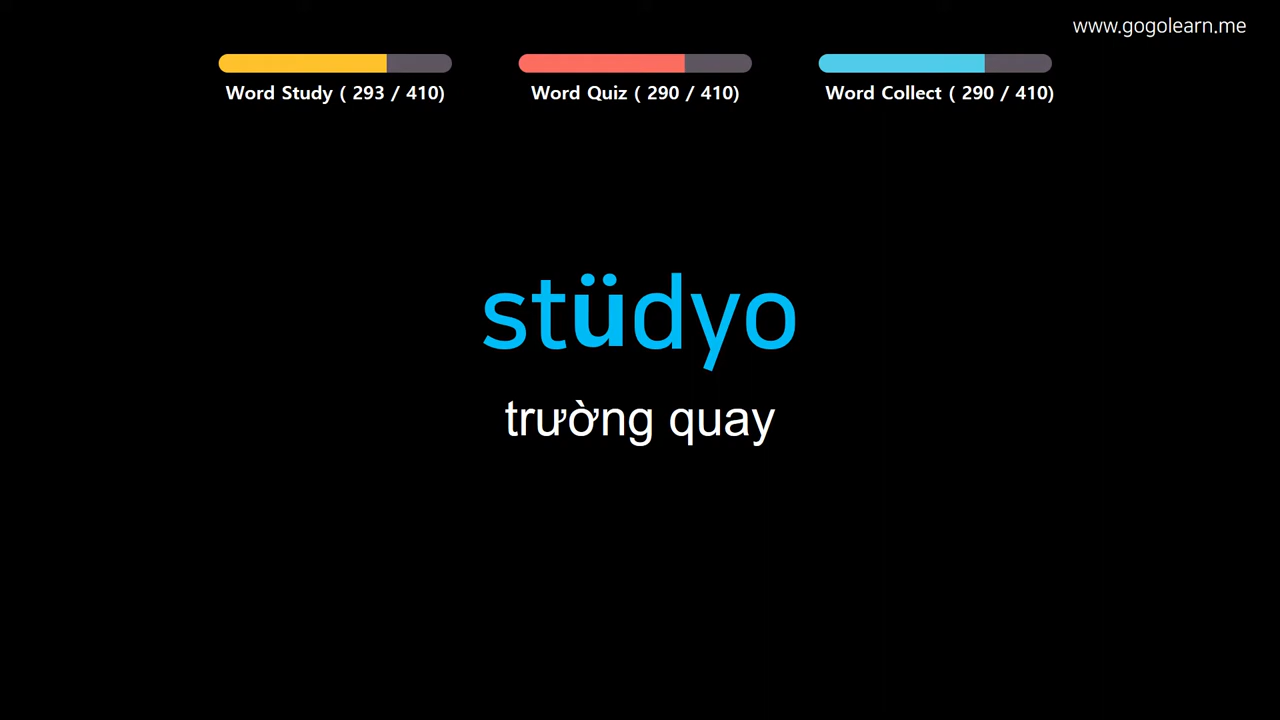 www.gogolearn.me
Word Study ( 293 / 410)
Word Quiz ( 290 / 410)
Word Collect ( 290 / 410)
stüdyo
trường quay